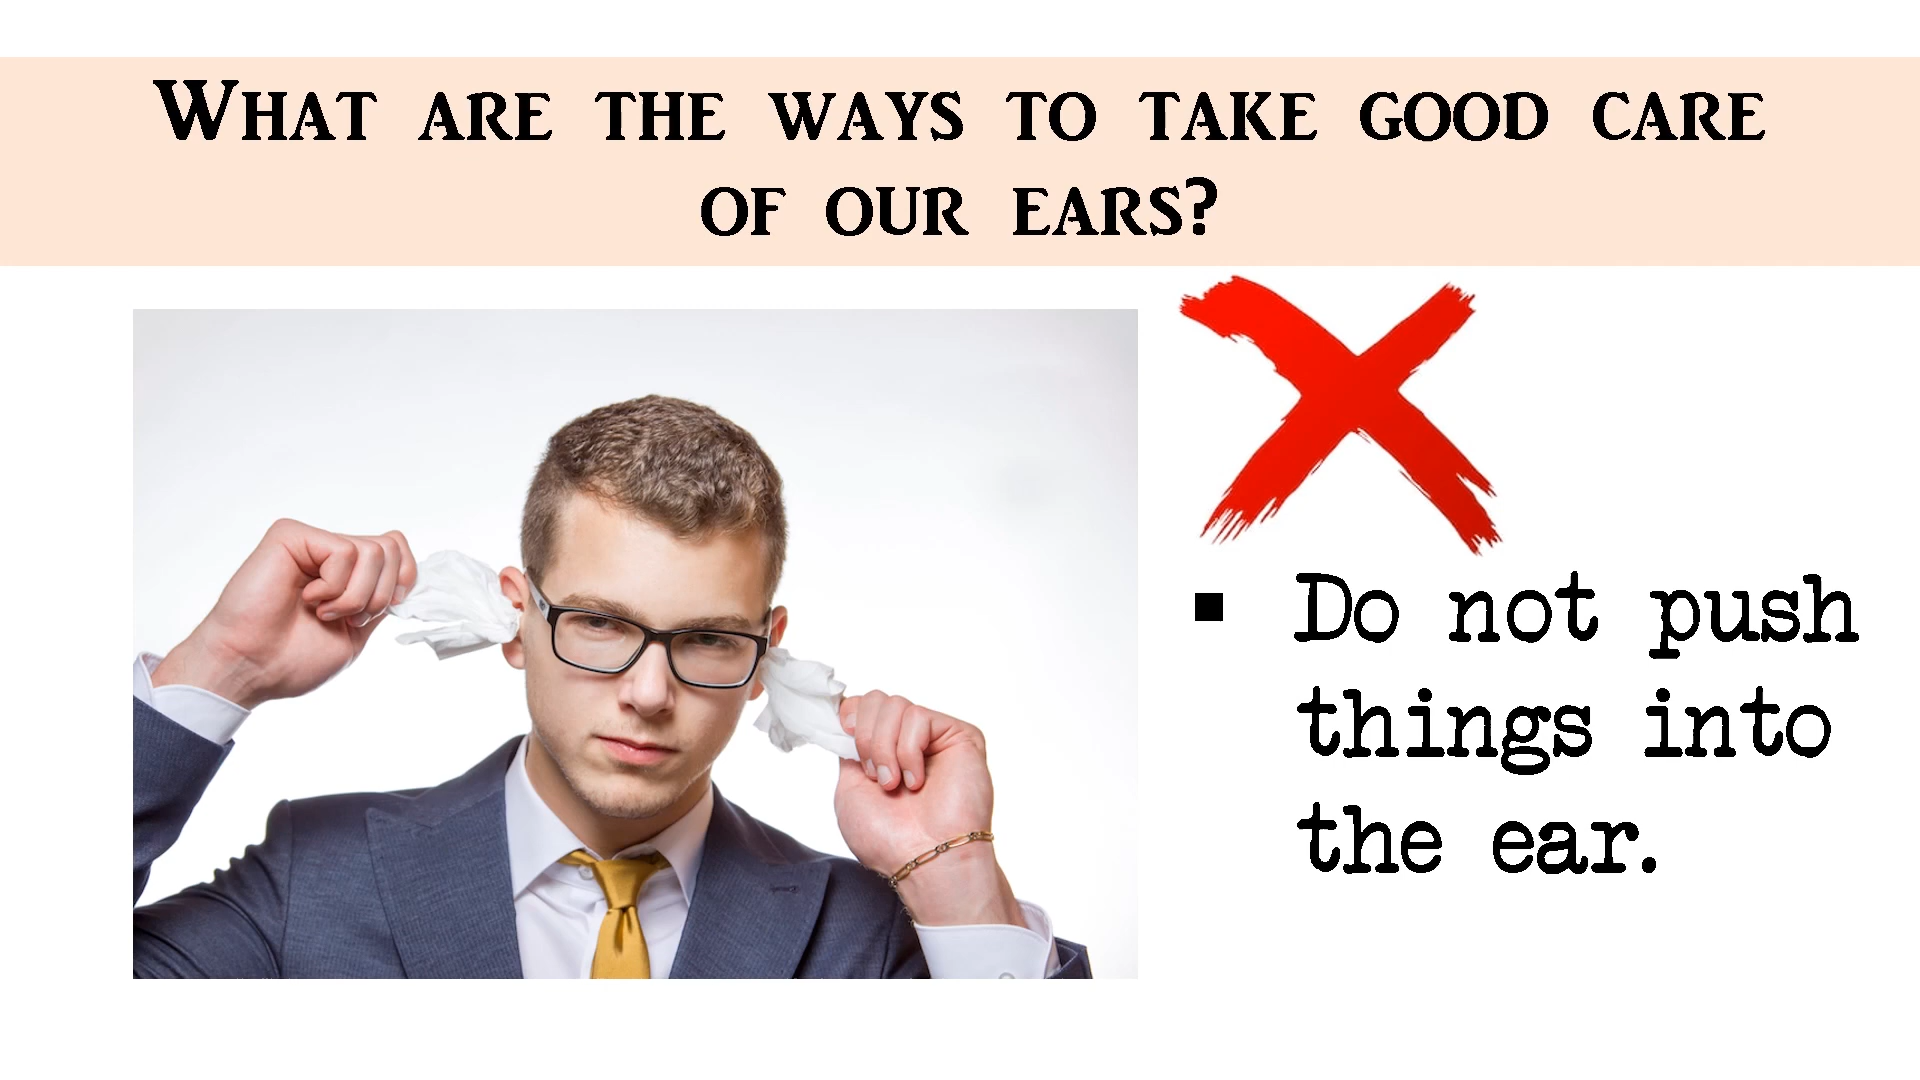 What are the ways to take good care
of our ears?
▪ Do not push
things into
the ear.